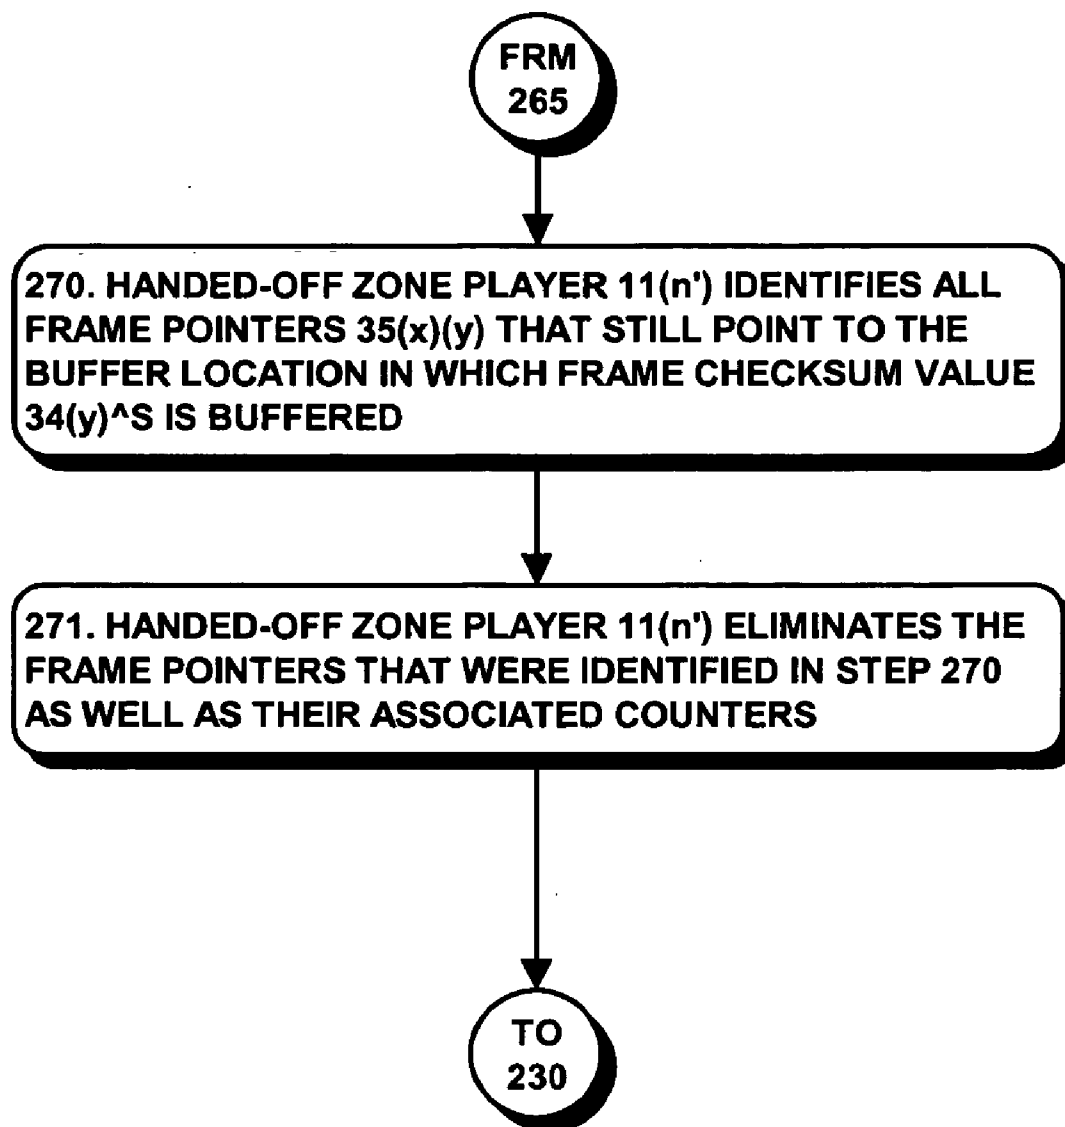 FRM
265
270. HANDED-OFF ZONE PLAYER 11(n') IDENTIFIES ALL
FRAME POINTERS 35(x)(y) THAT STILL POINT TO THE
BUFFER LOCATION IN WHICH FRAME CHECKSUM VALUE
34(y)^S IS BUFFERED
271. HANDED-OFF ZONE PLAYER 11(n') ELIMINATES THE
FRAME POINTERS THAT WERE IDENTIFIED IN STEP 270
AS WELL AS THEIR ASSOCIATED COUNTERS
TO
230